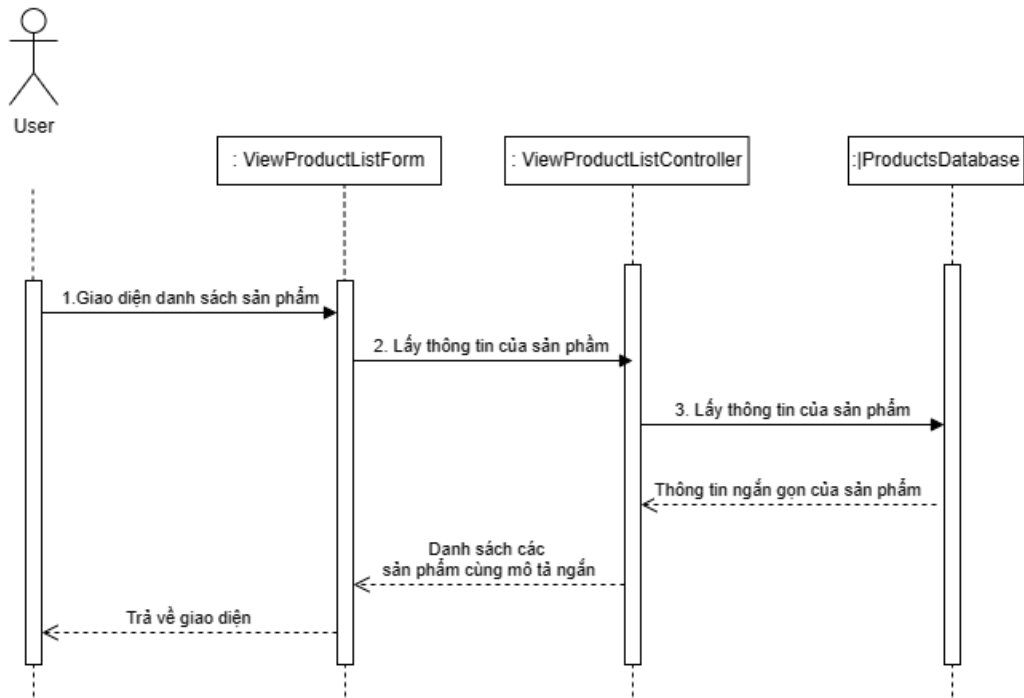 User
: ViewProductListForm
: ViewProductListController
:|ProductsDatabase
1.Giao diện danh sách sản phẩm
2. Lấy thông tin của sản phầm
3. Lấy thông tin của sản phẩm
Thông tin ngắn gọn của sản phẩm
Danh sách các
sản phẩm cùng mô tả ngắn
Trả về giao diện